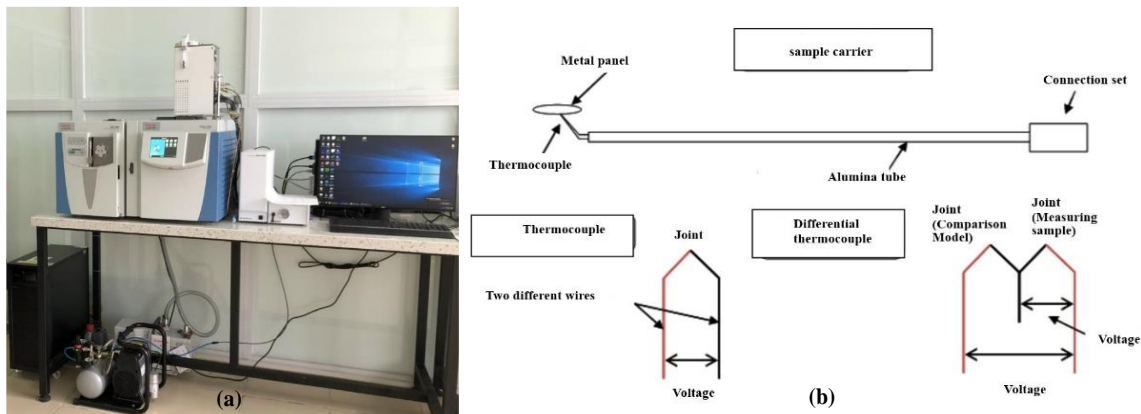 sample carrier
Metal panel
Connection set
Thermocouple
Alumina tube
Thermocouple
Joint
Two different wires
Voltage
Differential
thermocouple
Joint
(Comparison
Model)
Joint
(Measuring
sample)
Voltage
Voltage
(a)
(b)